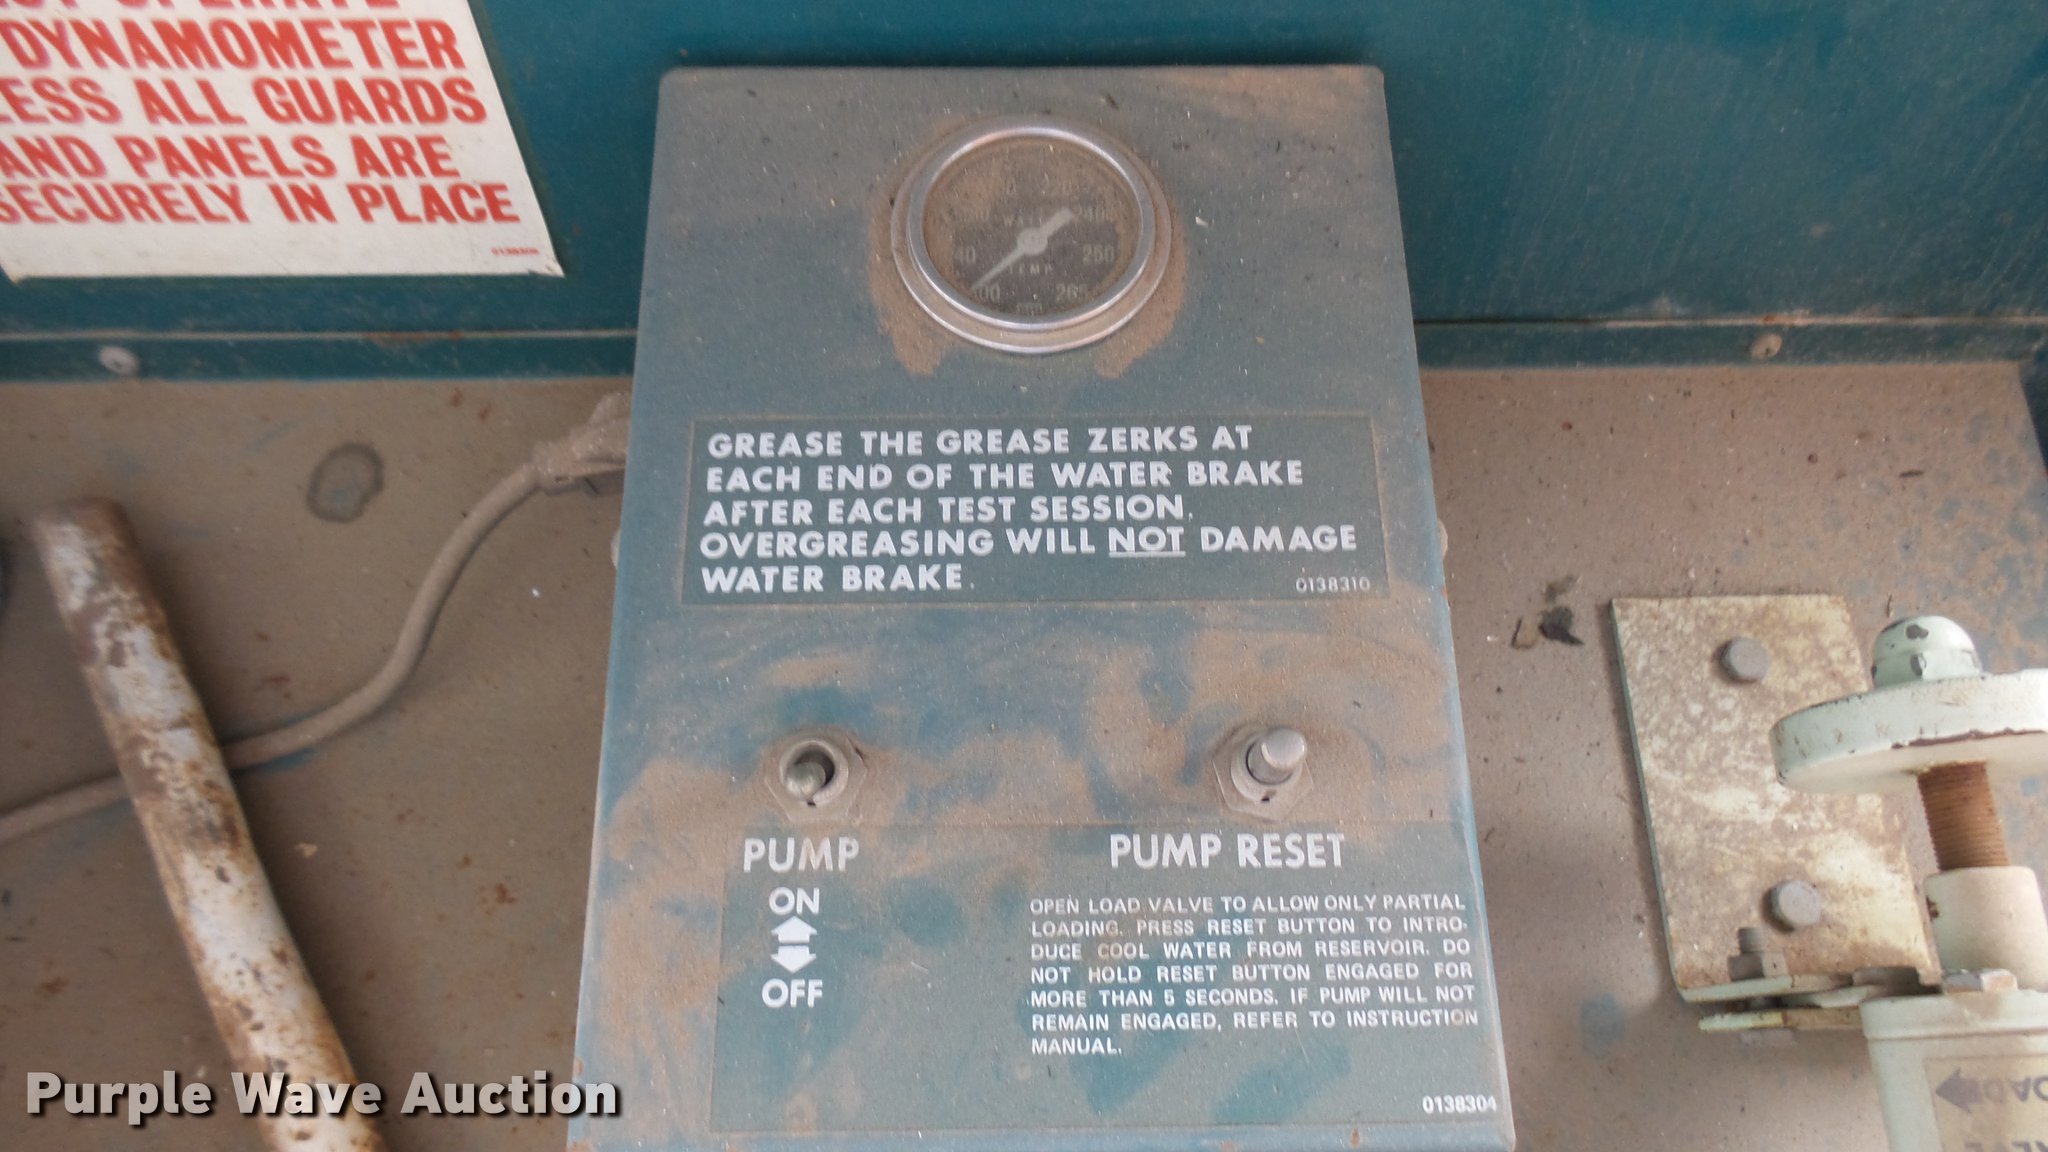 DYNAMOMETER
ESS ALL GUARDS
AND PANELS ARE
SECURELY IN PLACE
240
250
TEMP
265
GREASE THE GREASE ZERKS AT
EACH END OF THE WATER BRAKE
AFTER EACH TEST SESSION.
OVERGREASING WILL NOT DAMAGE
WATER BRAKE.
0138310
PUMP
ON
OFF
PUMP RESET
OPEN LOAD VALVE TO ALLOW ONLY PARTIAL
LOADING. PRESS RESET BUTTON TO INTRO-
DUCE COOL WATER FROM RESERVOIR. DO
NOT HOLD RESET BUTTON ENGAGED FOR
MORE THAN 5 SECONDS. IF PUMP WILL NOT
REMAIN ENGAGED, REFER TO INSTRUCTION
MANUAL.
0138304
Purple Wave Auction